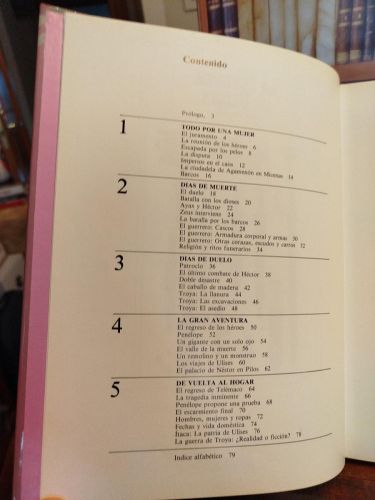 Contenido
Prólogo, 3
1
TODO POR UNA MUJER
El juramento 4
La reunión de los héroes 6
Escapada por los pelos 8
La disputa 10
Imperios en el caos 12
La ciudadela de Agamenón en Micenas 14
Barcos 16
2
DIAS DE MUERTE
El duelo 18
Batalla con los dioses 20
Ayax y Héctor 22
Zeus interviene 24
La batalla por los barcos 26
El guerrero: Cascos 28
El guerrero: Armadura corporal y armas 30
El guerrero: Otras corazas, escudos y carros 32
Religión y ritos funerarios 34
3
DIAS DE DUELO
Patroclo 36
El último combate de Héctor 38
Doble desastre 40
El caballo de madera 42
Troya: La llanura 44
Troya: Las excavaciones 46
Troya: El asedio 48
4
LA GRAN AVENTURA
El regreso de los héroes 50
Penélope 52
Un gigante con un solo ojo 54
El valle de la muerte 56
Un remolino y un monstruo 58
Los viajes de Ulises 60
El palacio de Néstor en Pilos 62
5
DE VUELTA AL HOGAR
El regreso de Telémaco 64
La tragedia inminente 66
Penélope propone una prueba 68
El escarmiento final 70
Hombres, mujeres y ropas 72
Fechas y vida doméstica 74
Itaca: La patria de Ulises 76
La guerra de Troya: ¿Realidad o ficción? 78
Indice alfabético 79